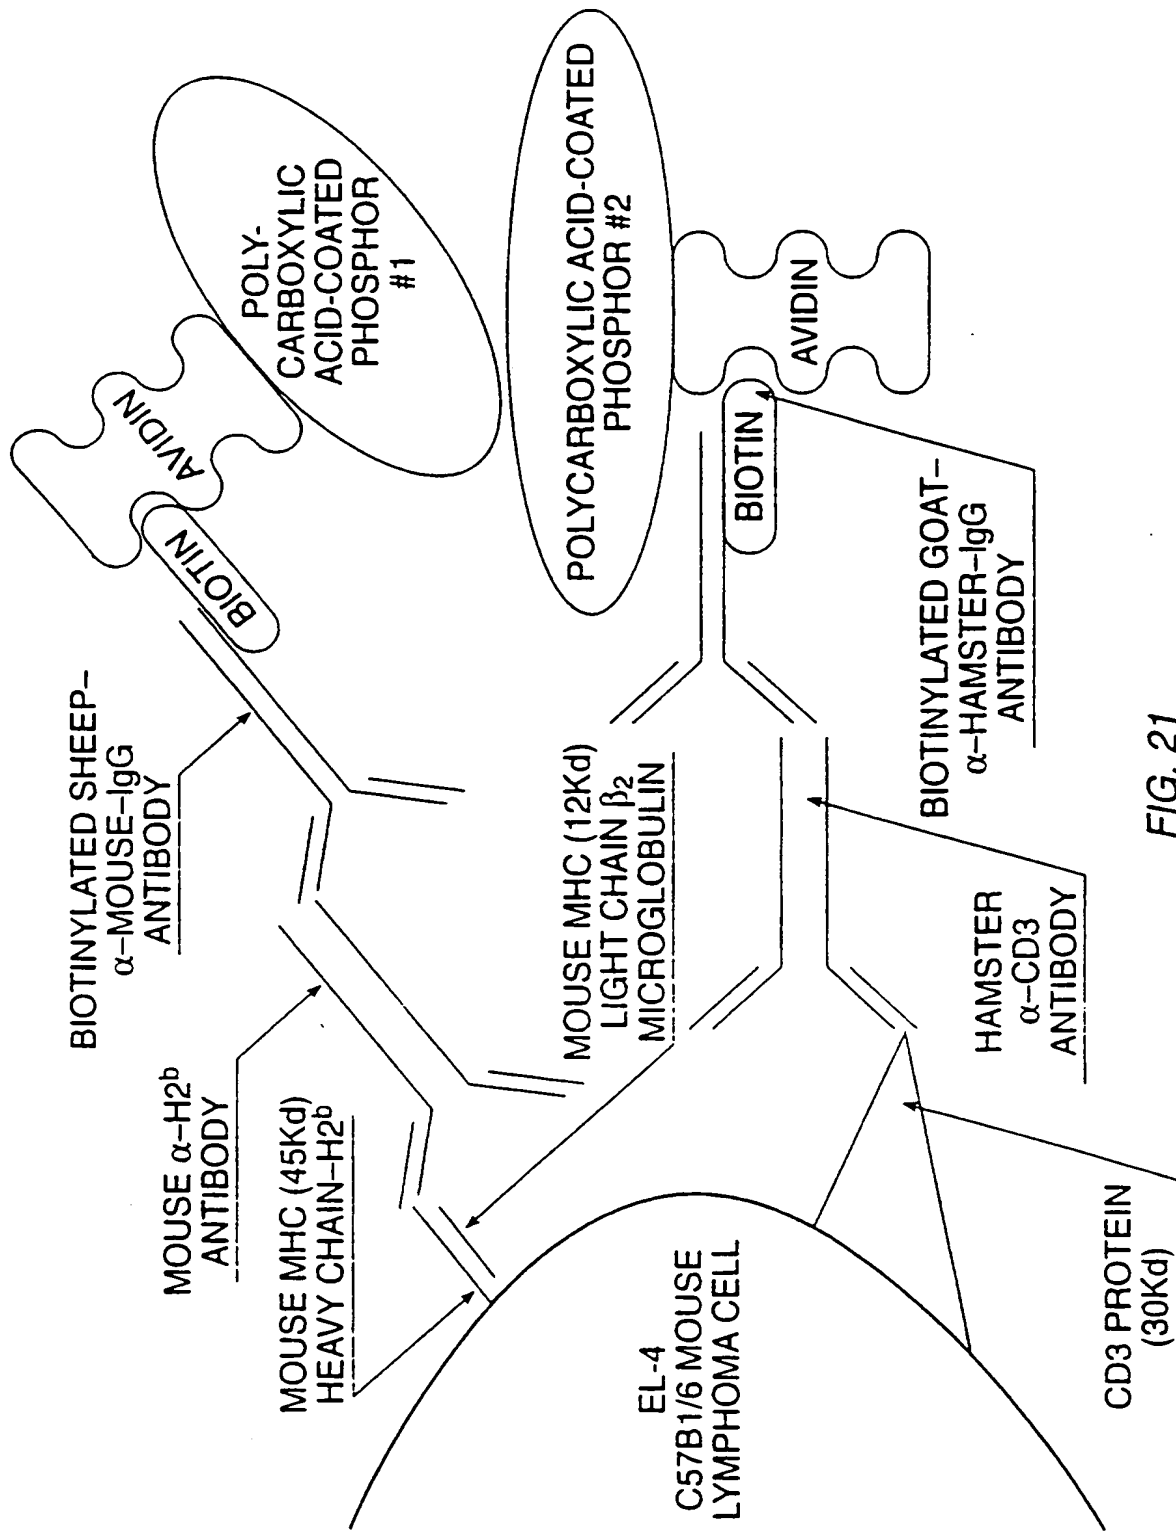 BIOTINYLATED SHEEP–
α–MOUSE–IgG
ANTIBODY
MOUSE α–H2ᵇ
ANTIBODY
MOUSE MHC (45Kd)
HEAVY CHAIN–H2ᵇ
AVIDIN
BIOTIN
POLY-
CARBOXYLIC
ACID-COATED
PHOSPHOR
#1
POLYCARBOXYLIC ACID-COATED
PHOSPHOR #2
MOUSE MHC (12Kd)
LIGHT CHAIN β₂
MICROGLOBULIN
BIOTIN
AVIDIN
EL-4
C57B1/6 MOUSE
LYMPHOMA CELL
BIOTINYLATED GOAT–
α–HAMSTER–IgG
ANTIBODY
HAMSTER
α–CD3
ANTIBODY
CD3 PROTEIN
(30Kd)
FIG. 21